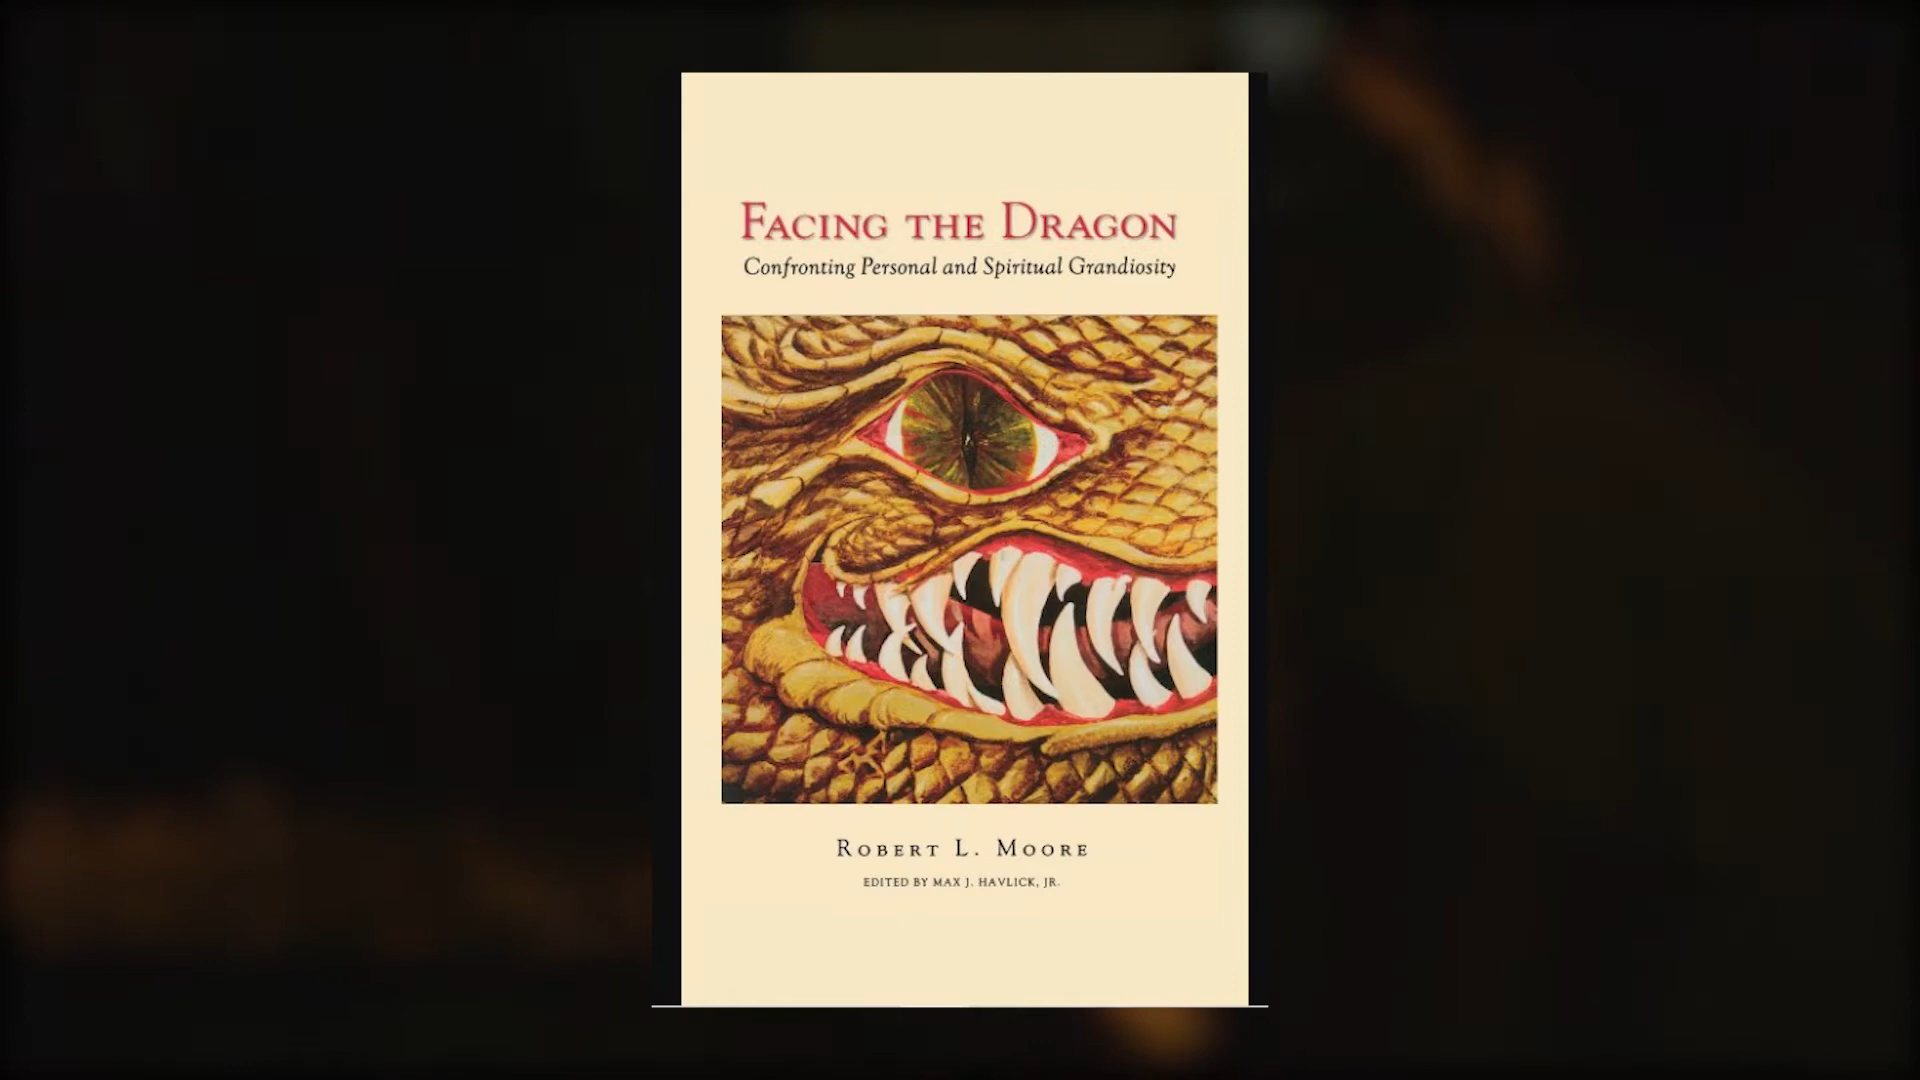 Facing the Dragon
Confronting Personal and Spiritual Grandiosity
Robert L. Moore
EDITED BY MAX J. HAVLICK, JR.